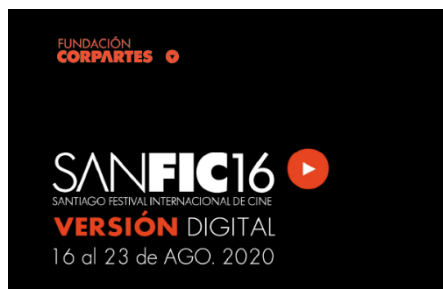 FUNDACIÓN
CORPARTES
SANFIC16
SANTIAGO FESTIVAL INTERNACIONAL DE CINE
VERSIÓN DIGITAL
16 al 23 de AGO. 2020